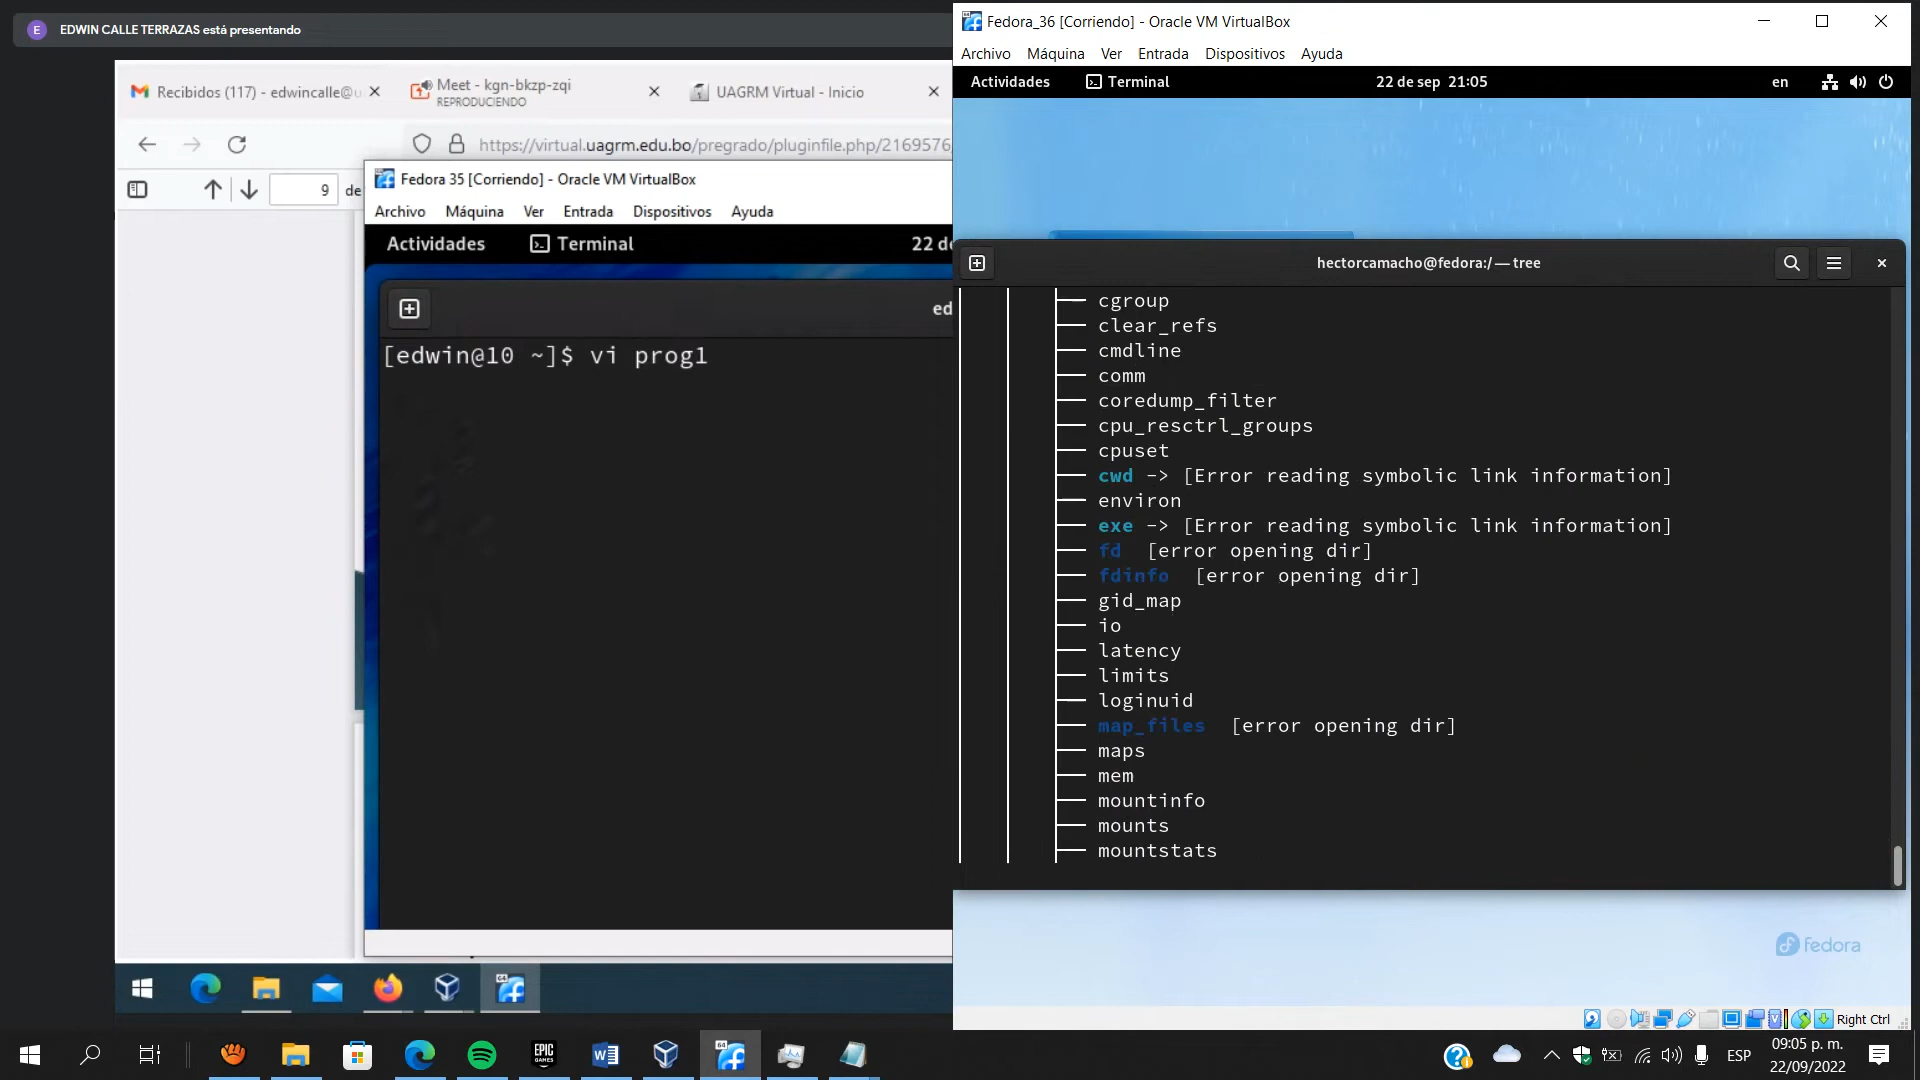 E EDWIN CALLE TERRAZAS está presentando
Recibidos (117) - edwincalle@u
Meet - kgn-bkzp-zqi
REPRODUCIENDO
UAGRM Virtual - Inicio
https://virtual.uagrm.edu.bo/pregrado/pluginfile.php/2169576
9 de
Fedora 35 [Corriendo] - Oracle VM VirtualBox
Archivo Máquina Ver Entrada Dispositivos Ayuda
Actividades Terminal 22 de
ed
[edwin@10 ~]$ vi prog1
Fedora_36 [Corriendo] - Oracle VM VirtualBox
Archivo Máquina Ver Entrada Dispositivos Ayuda
Actividades Terminal 22 de sep 21:05 en
hectorcamacho@fedora:/ — tree
├── cgroup
├── clear_refs
├── cmdline
├── comm
├── coredump_filter
├── cpu_resctrl_groups
├── cpuset
├── cwd -> [Error reading symbolic link information]
├── environ
├── exe -> [Error reading symbolic link information]
├── fd [error opening dir]
├── fdinfo [error opening dir]
├── gid_map
├── io
├── latency
├── limits
├── loginuid
├── map_files [error opening dir]
├── maps
├── mem
├── mountinfo
├── mounts
├── mountstats
fedora
Right Ctrl
EPIC GAMES
ESP
09:05 p. m.
22/09/2022